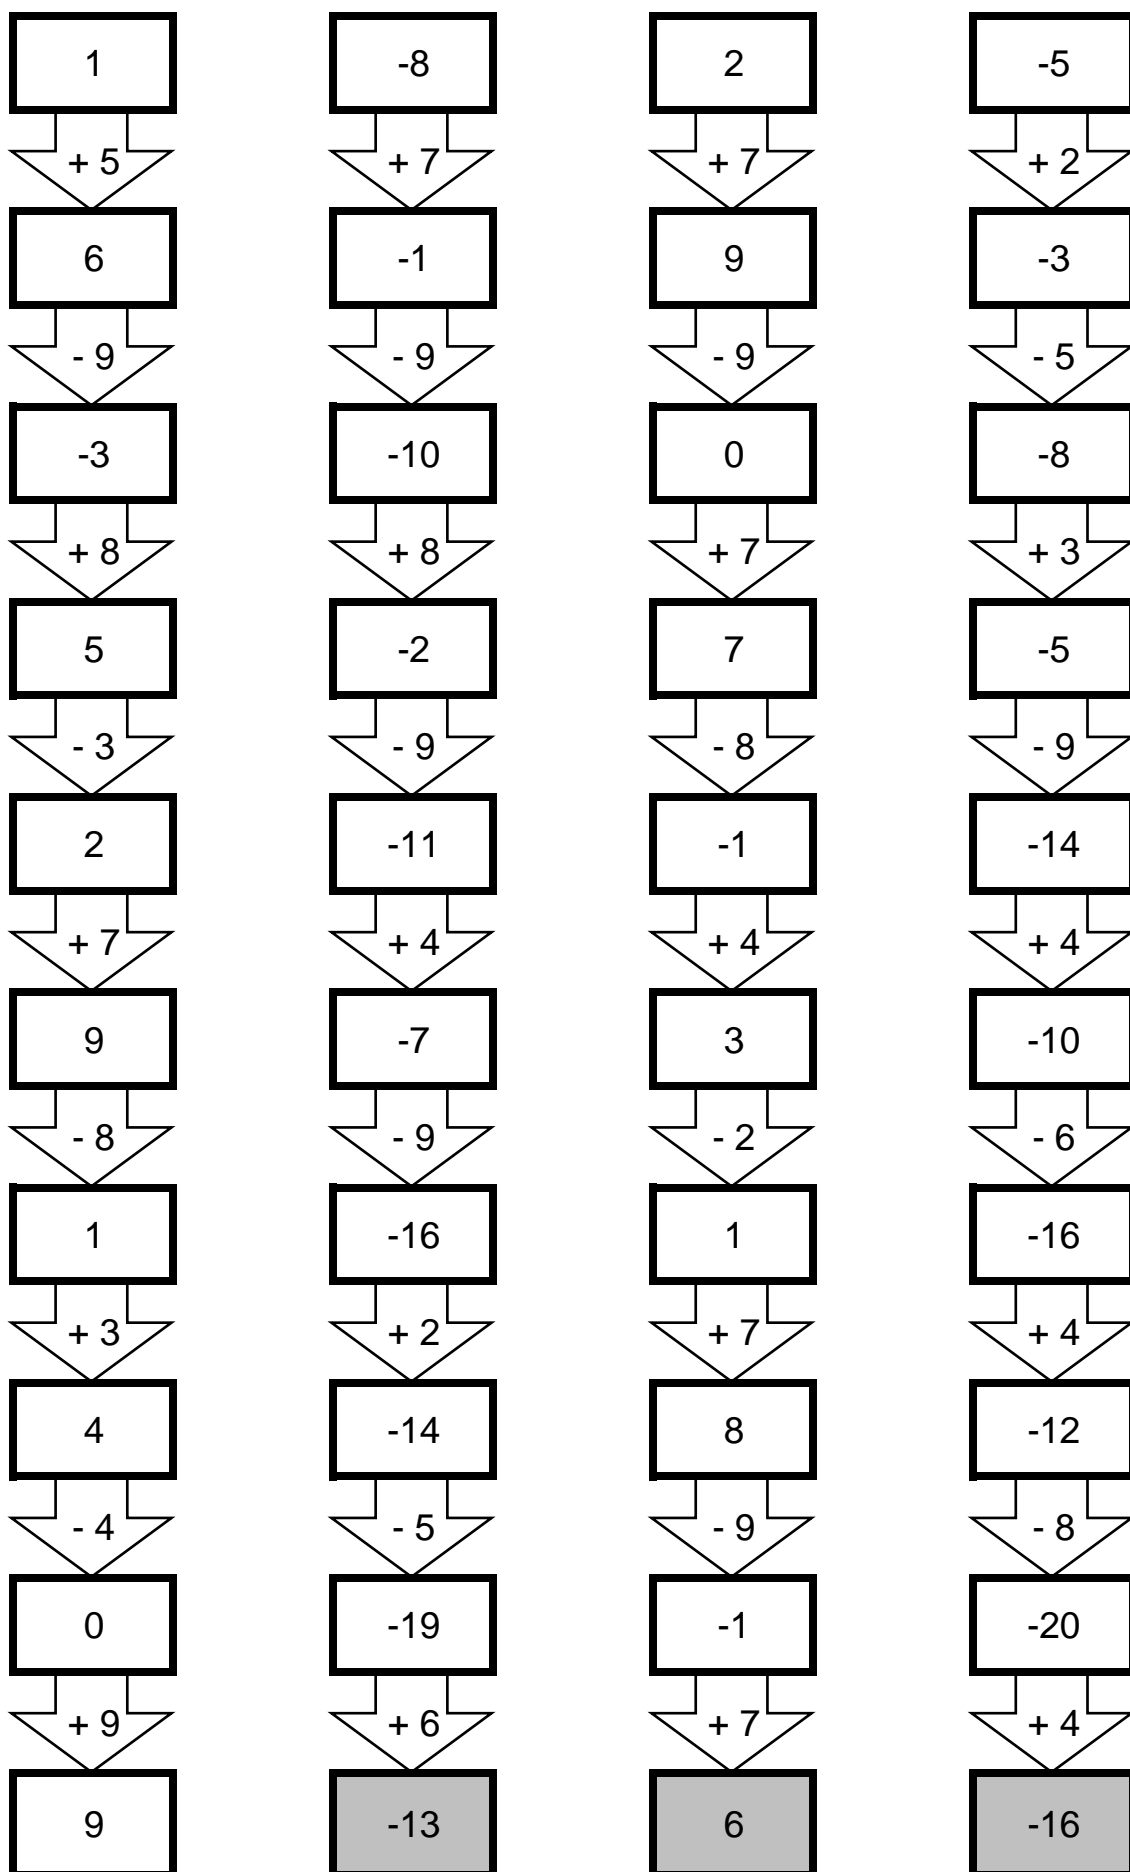 1 -8 2 -5
+ 5 + 7 + 7 + 2
6 -1 9 -3
- 9 - 9 - 9 - 5
-3 -10 0 -8
+ 8 + 8 + 7 + 3
5 -2 7 -5
- 3 - 9 - 8 - 9
2 -11 -1 -14
+ 7 + 4 + 4 + 4
9 -7 3 -10
- 8 - 9 - 2 - 6
1 -16 1 -16
+ 3 + 2 + 7 + 4
4 -14 8 -12
- 4 - 5 - 9 - 8
0 -19 -1 -20
+ 9 + 6 + 7 + 4
9 -13 6 -16